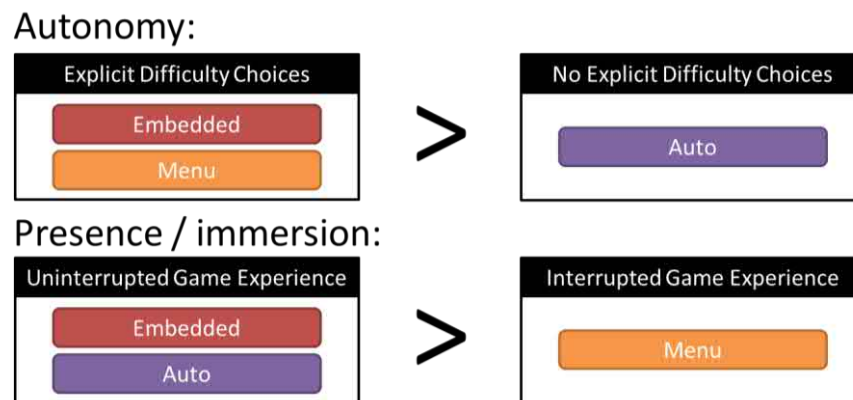 Autonomy:
Explicit Difficulty Choices
Embedded
Menu
>
No Explicit Difficulty Choices
Auto
Presence / immersion:
Uninterrupted Game Experience
Embedded
Auto
>
Interrupted Game Experience
Menu